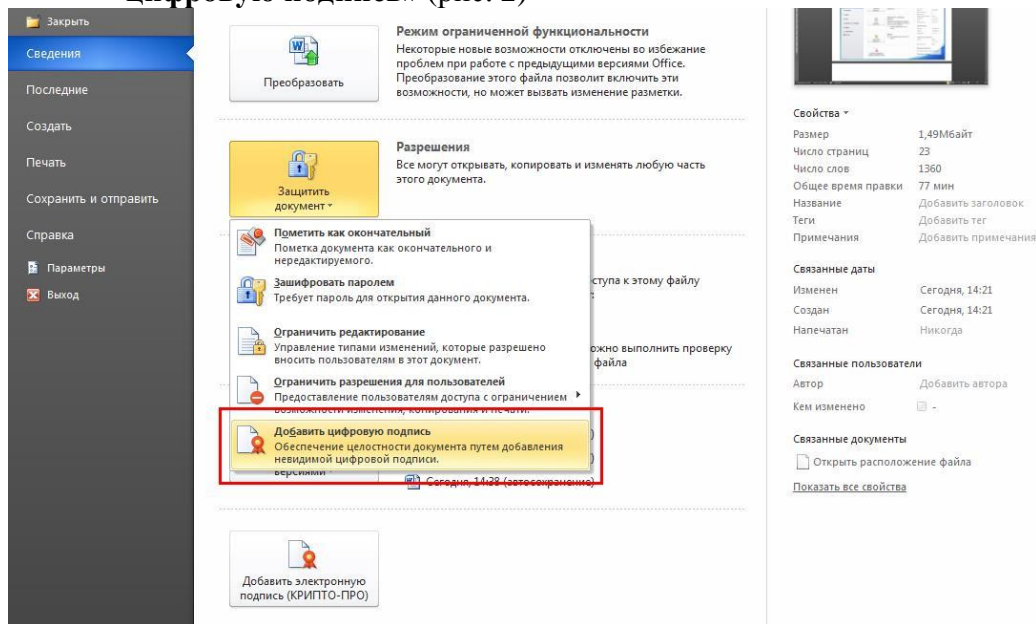 цифровую подпись» (рис. 2)
Закрыть
Сведения
Последние
Создать
Печать
Сохранить и отправить
Справка
Параметры
Выход
Преобразовать
Режим ограниченной функциональности
Некоторые новые возможности отключены во избежание
проблем при работе с предыдущими версиями Office.
Преобразование этого файла позволит включить эти
возможности, но может вызвать изменение разметки.
Защитить
документ
Разрешения
Все могут открывать, копировать и изменять любую часть
этого документа.
Пометить как окончательный
Пометка документа как окончательного и
нередактируемого.
Зашифровать паролем
Требует пароль для открытия данного документа.
Ограничить редактирование
Управление типами изменений, которые разрешено
вносить пользователям в этот документ.
Ограничить разрешения для пользователей
Предоставление пользователям доступа с ограничением
возможности изменения, копирования и печати.
Добавить цифровую подпись
Обеспечение целостности документа путем добавления
невидимой цифровой подписи.
версиями
ступа к этому файлу
ожно выполнить проверку
файла
Сегодня, 14:38 (автосохранение)
Добавить электронную
подпись (КРИПТО-ПРО)
Свойства
Размер 1,49Мбайт
Число страниц 23
Число слов 1360
Общее время правки 77 мин
Название Добавить заголовок
Теги Добавить тег
Примечания Добавить примечания
Связанные даты
Изменен Сегодня, 14:21
Создан Сегодня, 14:21
Напечатан Никогда
Связанные пользователи
Автор Добавить автора
Кем изменено -
Связанные документы
Открыть расположение файла
Показать все свойства